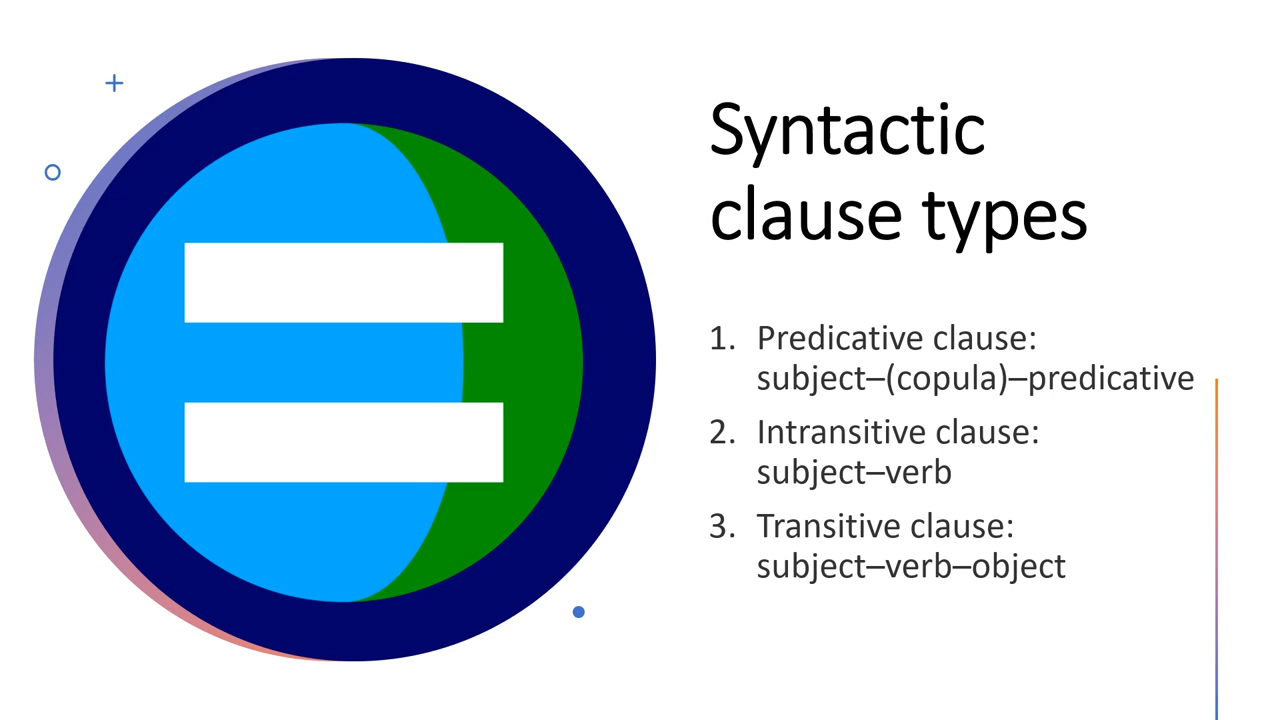 Syntactic
clause types
1. Predicative clause:
subject–(copula)–predicative
2. Intransitive clause:
subject–verb
3. Transitive clause:
subject–verb–object